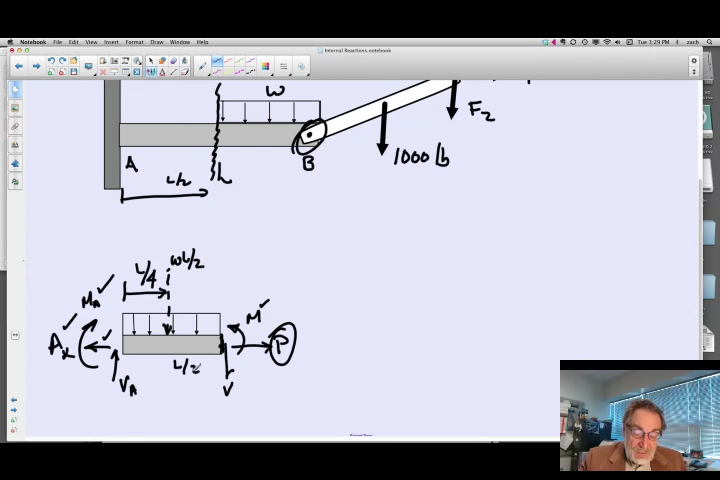 Notebook File Edit View Insert Format Draw Window Help
Tue 3:29 PM zach
Internal Reactions.notebook
W
F2
A
B
1000 lb
L/2
wL/2
L/4
MA
M
Ax
P
L/2
VA
V